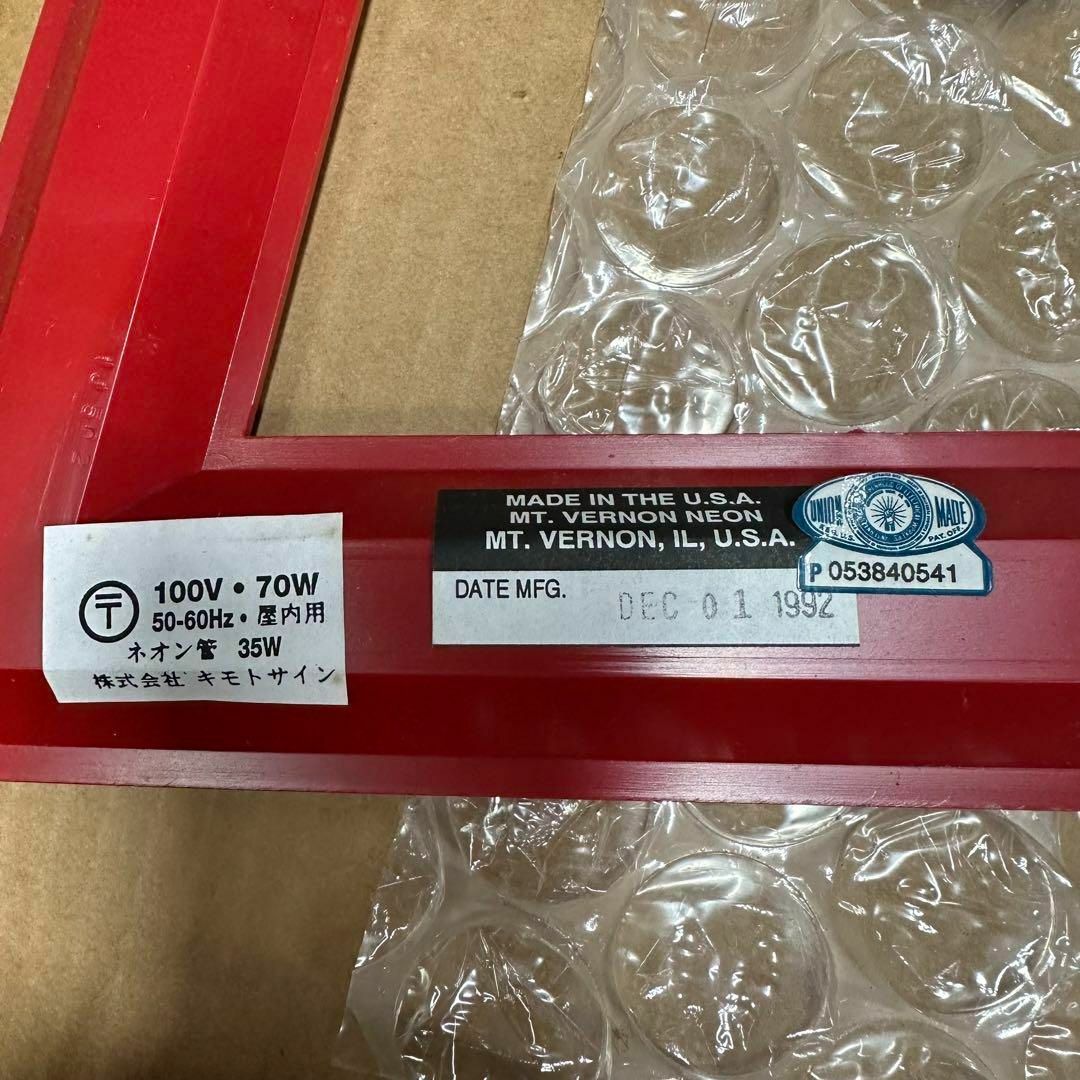 100V・70W
50-60Hz・屋内用
ネオン管 35W
株式会社 キモトサイン
MADE IN THE U.S.A.
MT. VERNON NEON
MT. VERNON, IL, U.S.A.
DATE MFG.
DEC 01 1992
UNION MADE
PAT. OFF.
P 053840541